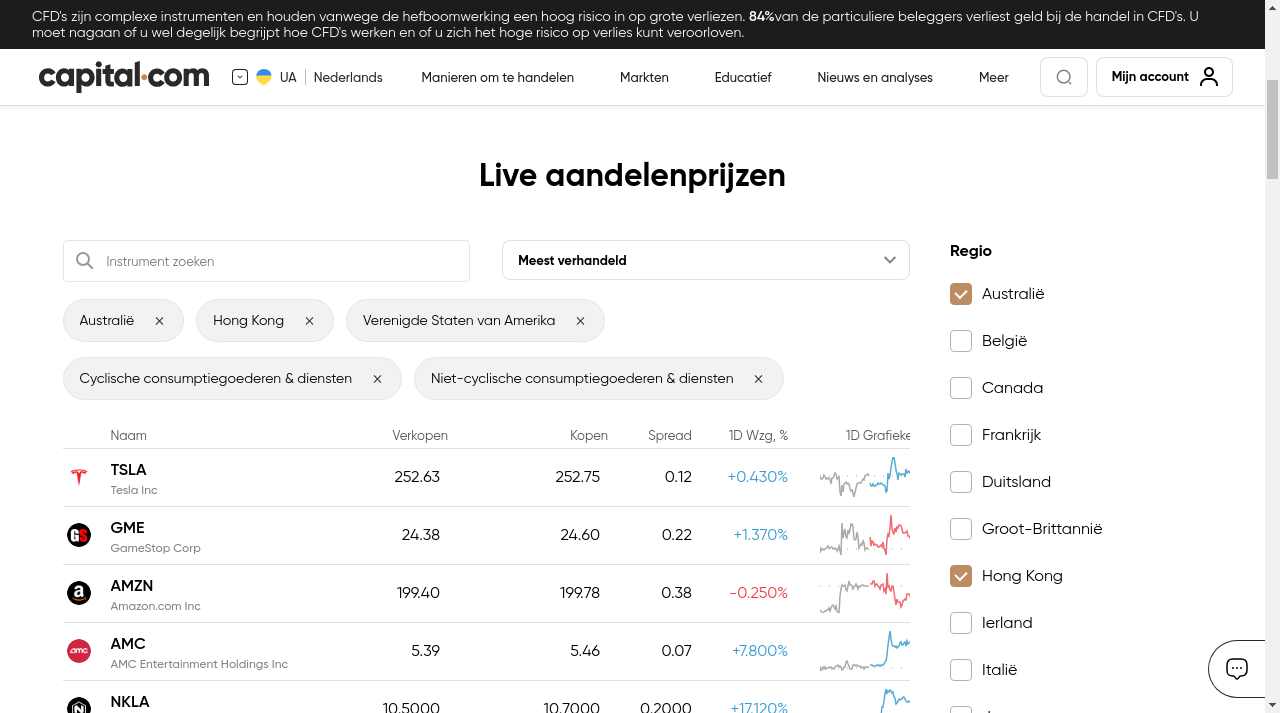 CFD's zijn complexe instrumenten en houden vanwege de hefboomwerking een hoog risico in op grote verliezen. 84%van de particuliere beleggers verliest geld bij de handel in CFD's. U
moet nagaan of u wel degelijk begrijpt hoe CFD's werken en of u zich het hoge risico op verlies kunt veroorloven.
capital.com UA Nederlands Manieren om te handelen Markten Educatief Nieuws en analyses Meer Mijn account
Live aandelenprijzen
Instrument zoeken Meest verhandeld
Australië Hong Kong Verenigde Staten van Amerika
Cyclische consumptiegoederen & diensten Niet-cyclische consumptiegoederen & diensten
Naam Verkopen Kopen Spread 1D Wzg, % 1D Grafieke
TSLA 252.63 252.75 0.12 +0.430%
Tesla Inc
GME 24.38 24.60 0.22 +1.370%
GameStop Corp
AMZN 199.40 199.78 0.38 -0.250%
Amazon.com Inc
AMC 5.39 5.46 0.07 +7.800%
AMC Entertainment Holdings Inc
NKLA 10.5000 10.7000 0.2000 +17.120%
Regio
Australië
België
Canada
Frankrijk
Duitsland
Groot-Brittannië
Hong Kong
Ierland
Italië